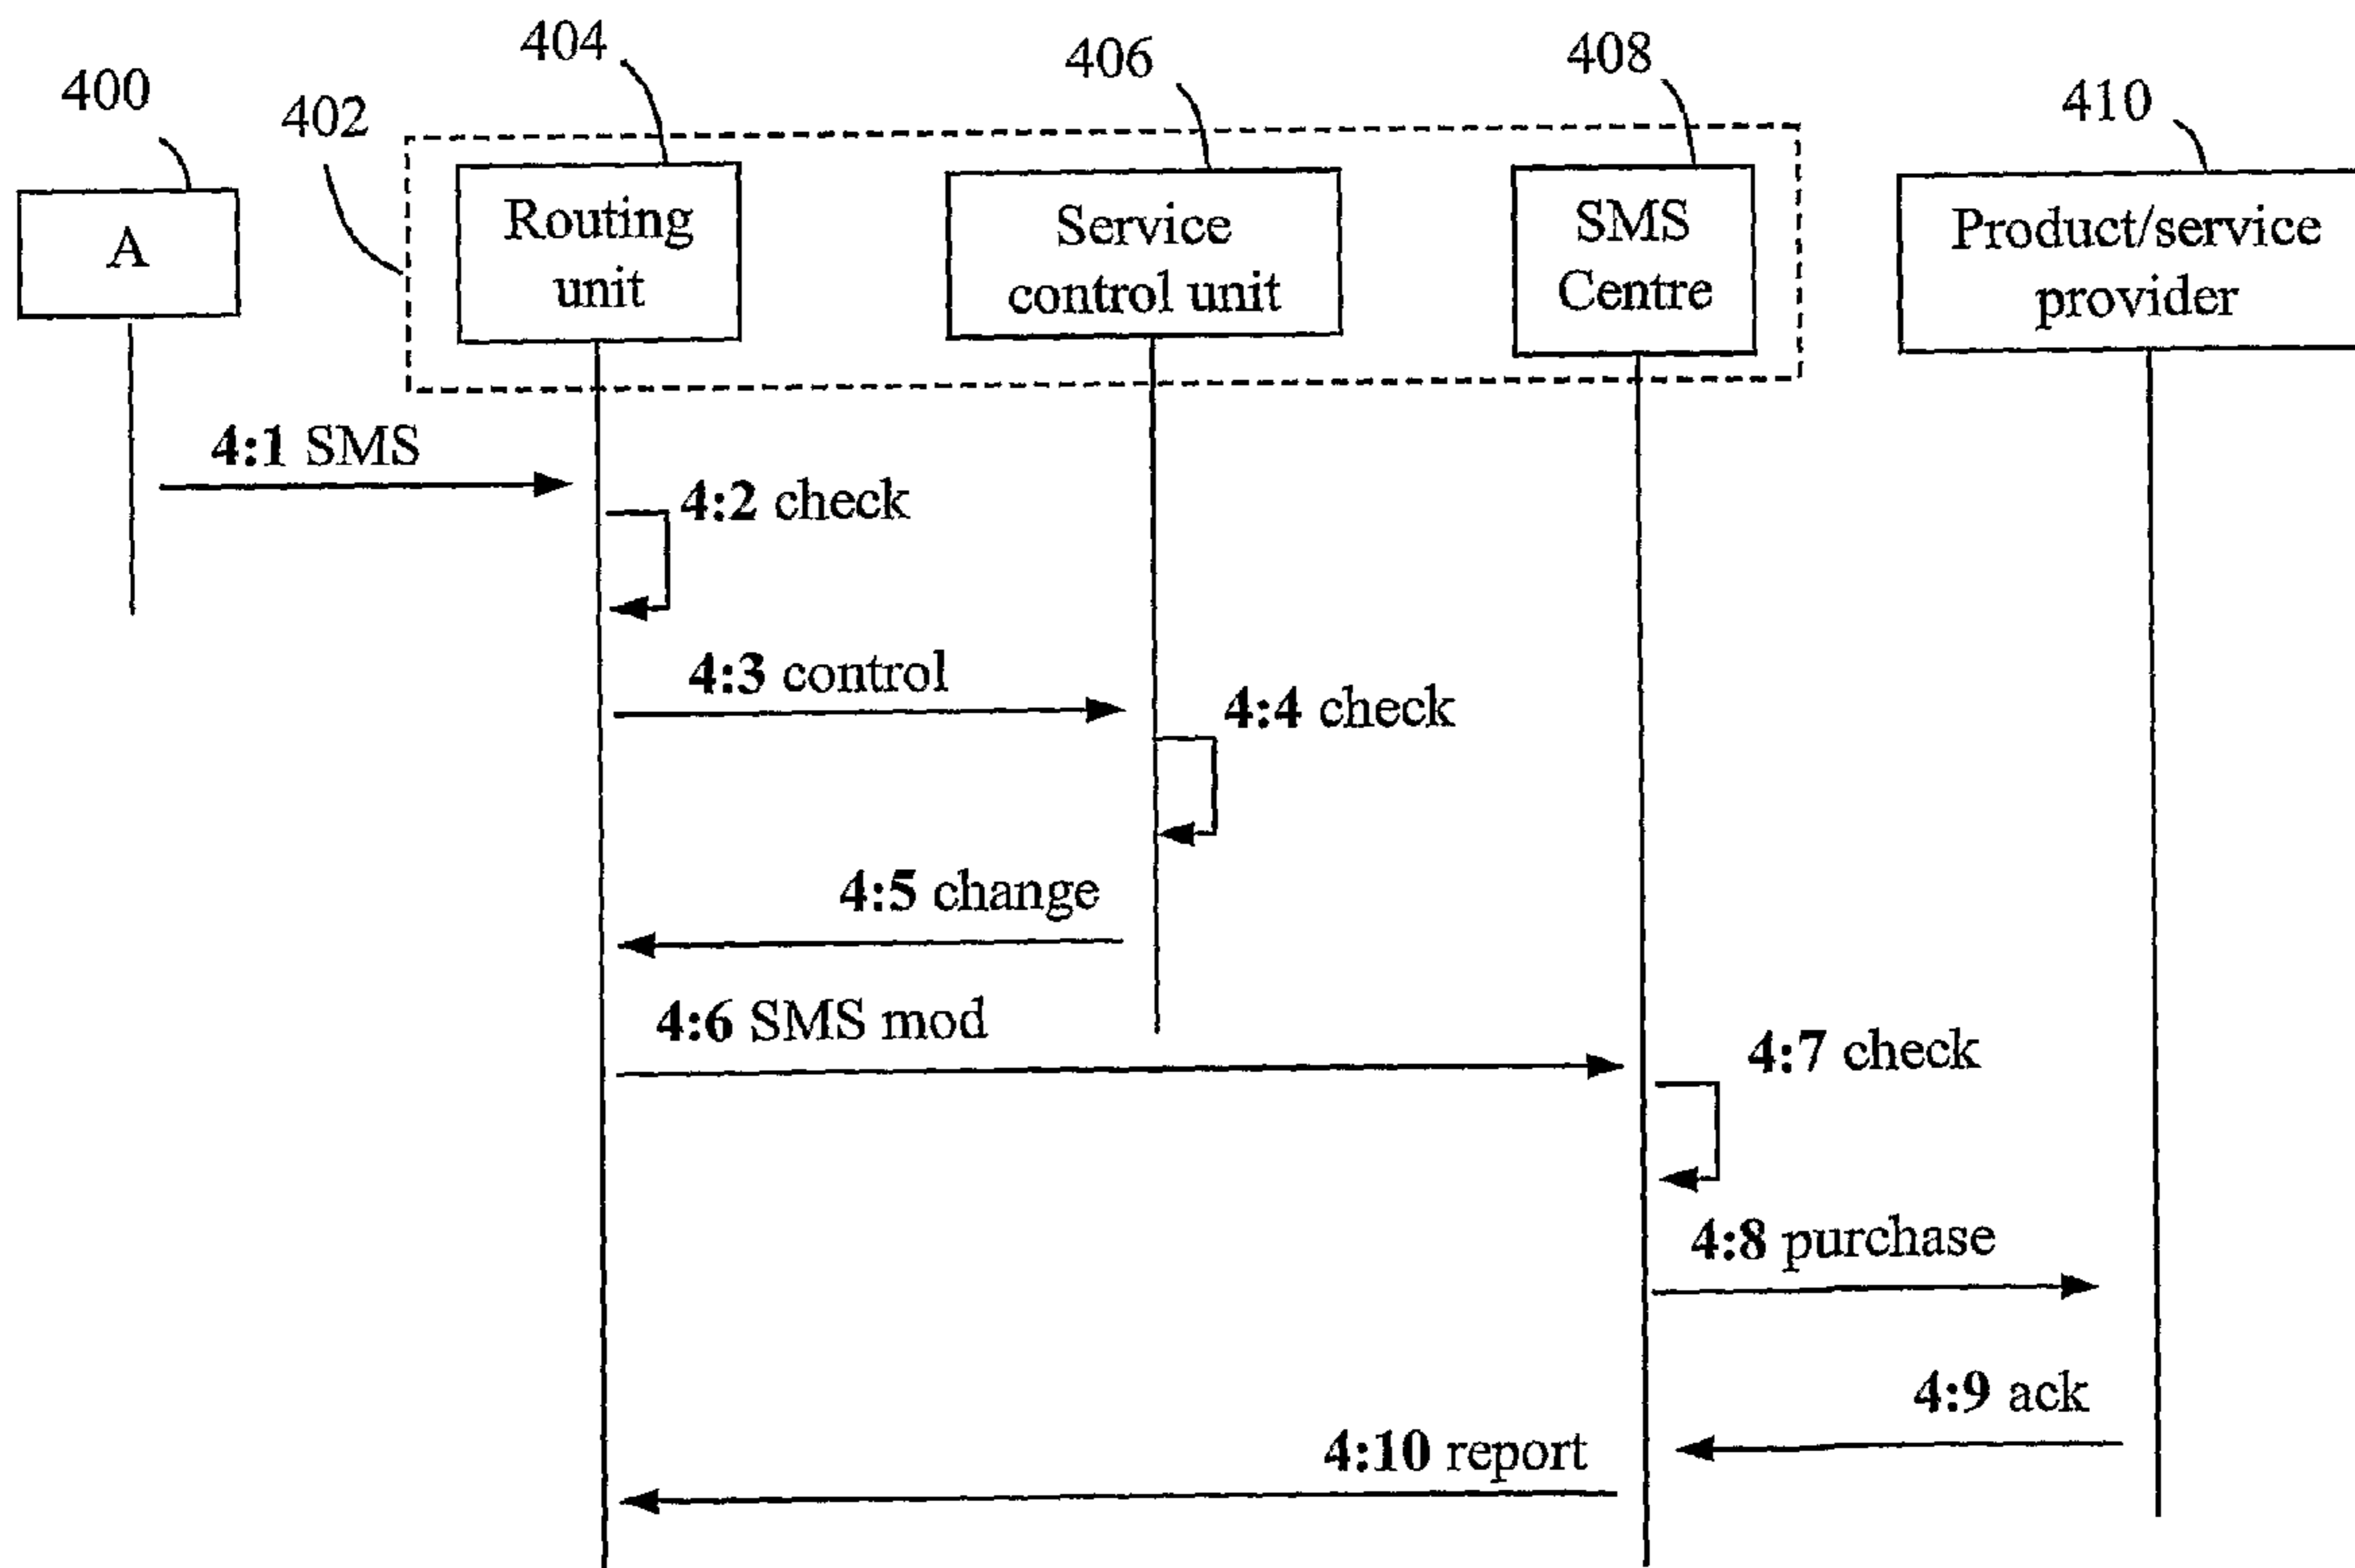 404
406
408
400
402
410
A
Routing
unit
Service
control unit
SMS
Centre
Product/service
provider
4:1 SMS
4:2 check
4:3 control
4:4 check
4:5 change
4:6 SMS mod
4:7 check
4:8 purchase
4:9 ack
4:10 report